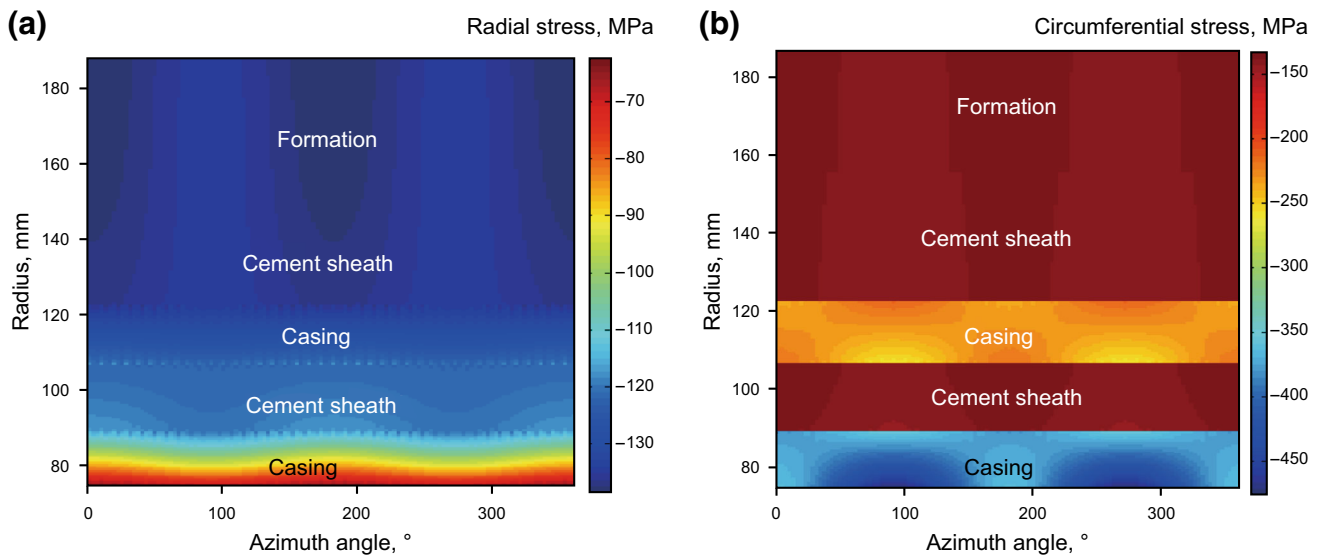 (a)
Radial stress, MPa
180
160
140
120
100
80
Radius, mm
Formation
Cement sheath
Casing
Cement sheath
Casing
0
100
200
300
Azimuth angle, °
−70
−80
−90
−100
−110
−120
−130
(b)
Circumferential stress, MPa
180
160
140
120
100
80
Radius, mm
Formation
Cement sheath
Casing
Cement sheath
Casing
0
100
200
300
Azimuth angle, °
−150
−200
−250
−300
−350
−400
−450